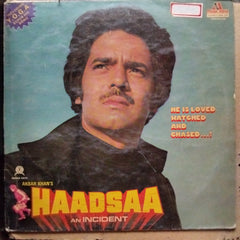 HE IS LOVED
WATCHED
AND
CHASED...!
AKBAR KHAN'S
HAADSAA
AN INCIDENT